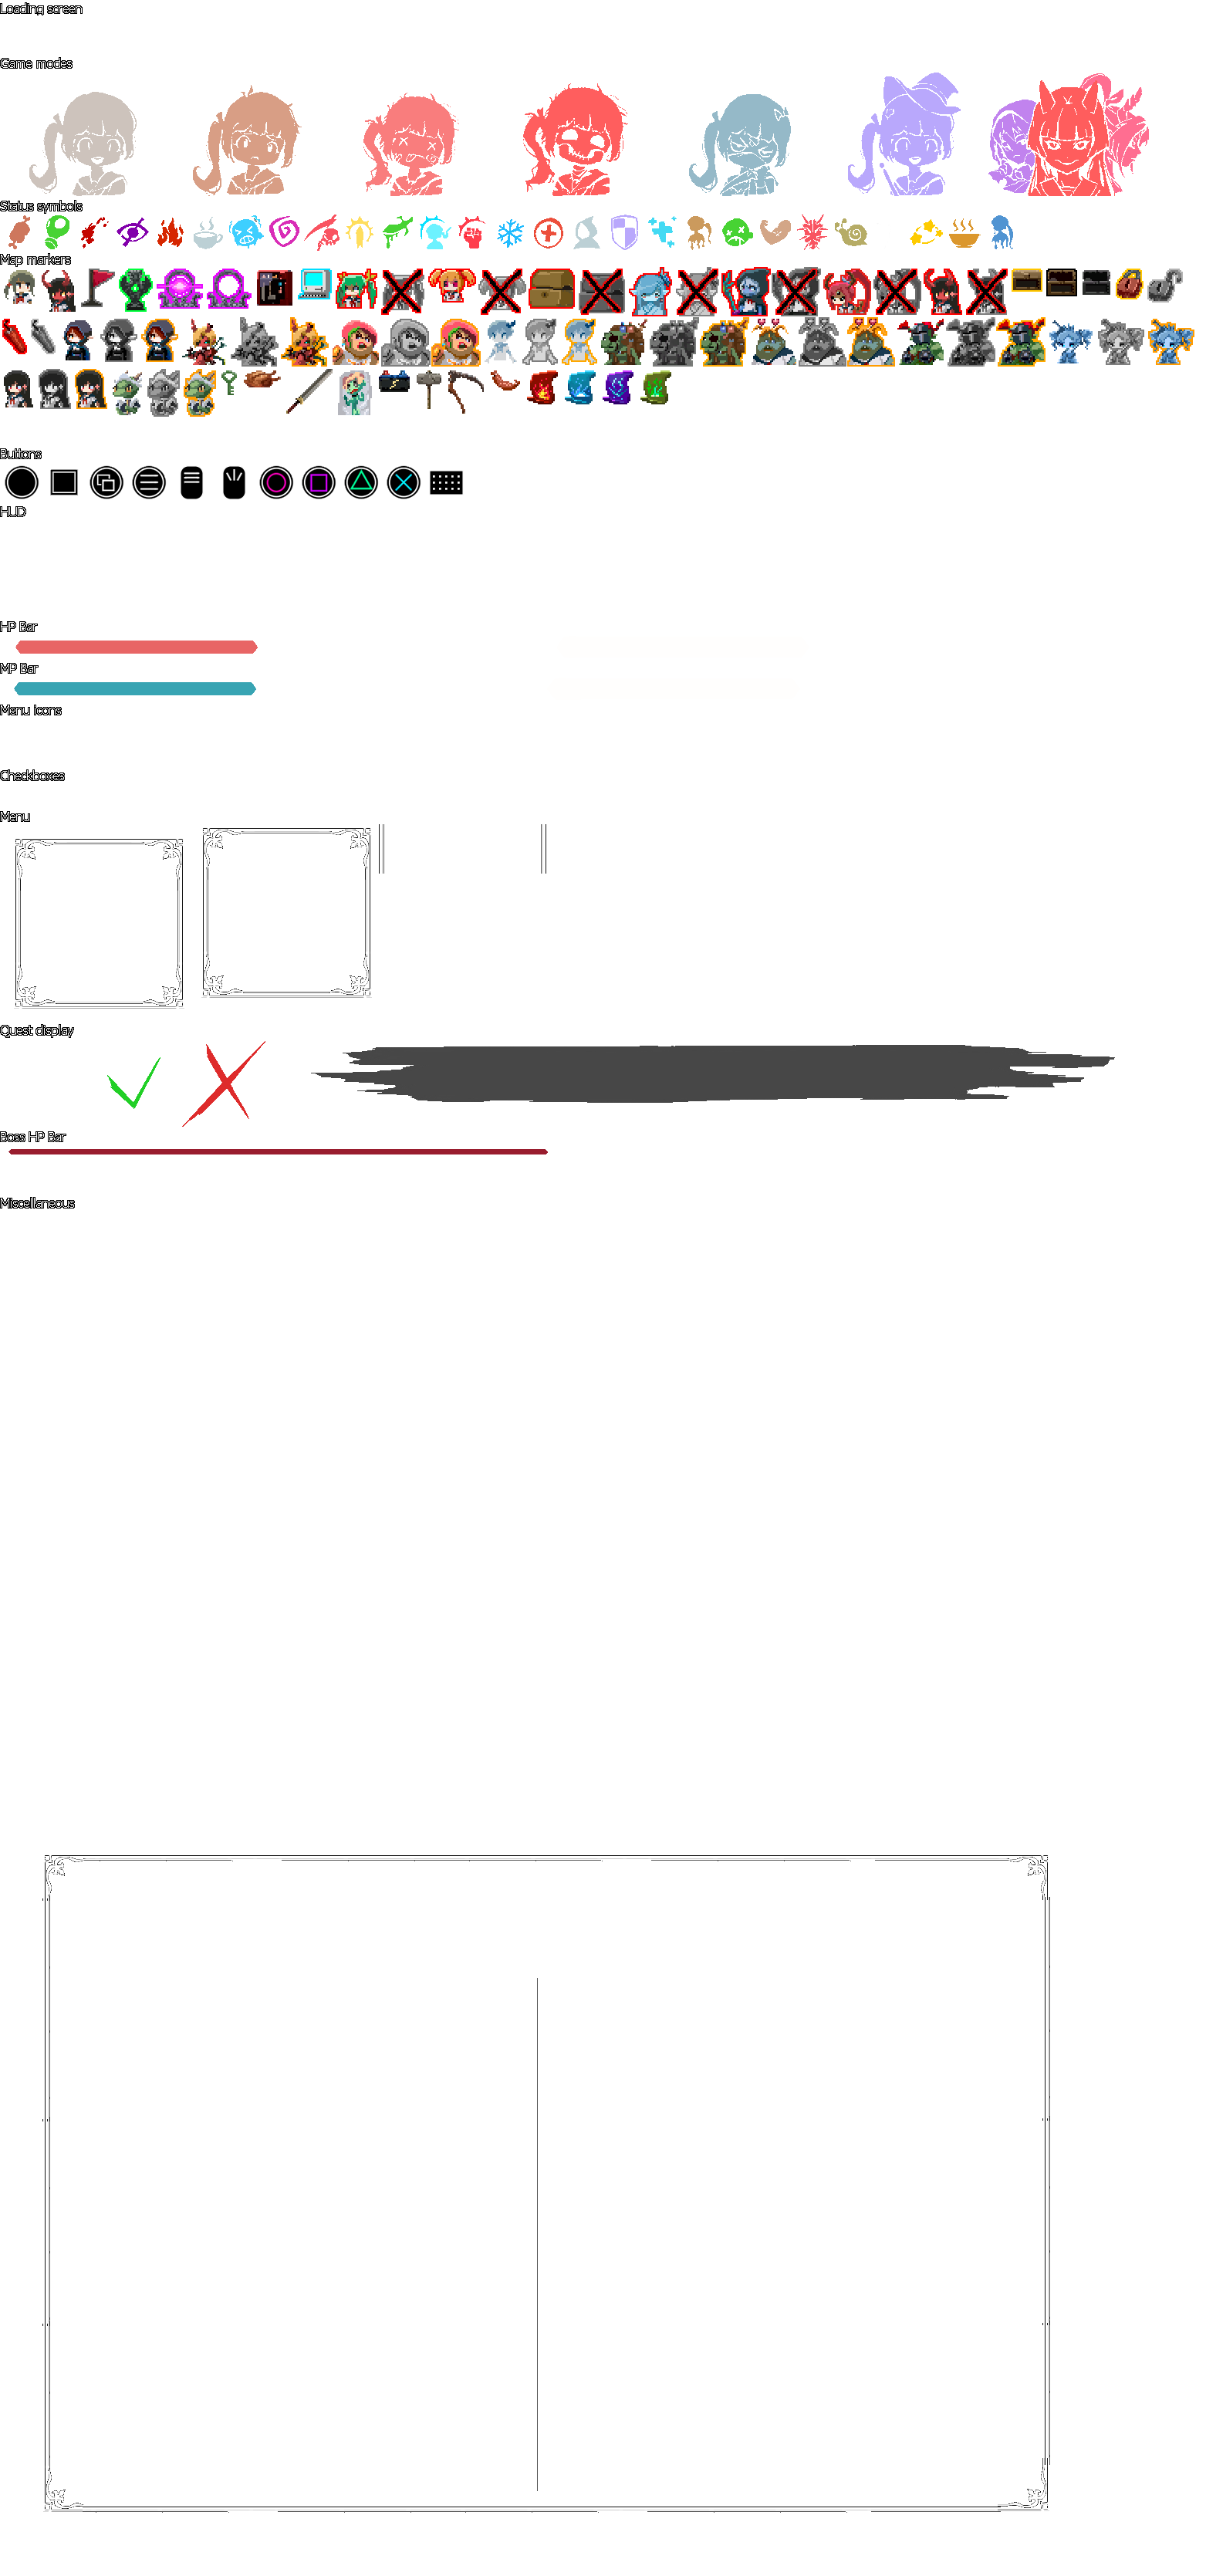 Loading screen
Game modes
Status symbols
Map markers
Buttons
HUD
HP Bar
MP Bar
Menu icons
Checkboxes
Menu
Quest display
Boss HP Bar
Miscellaneous